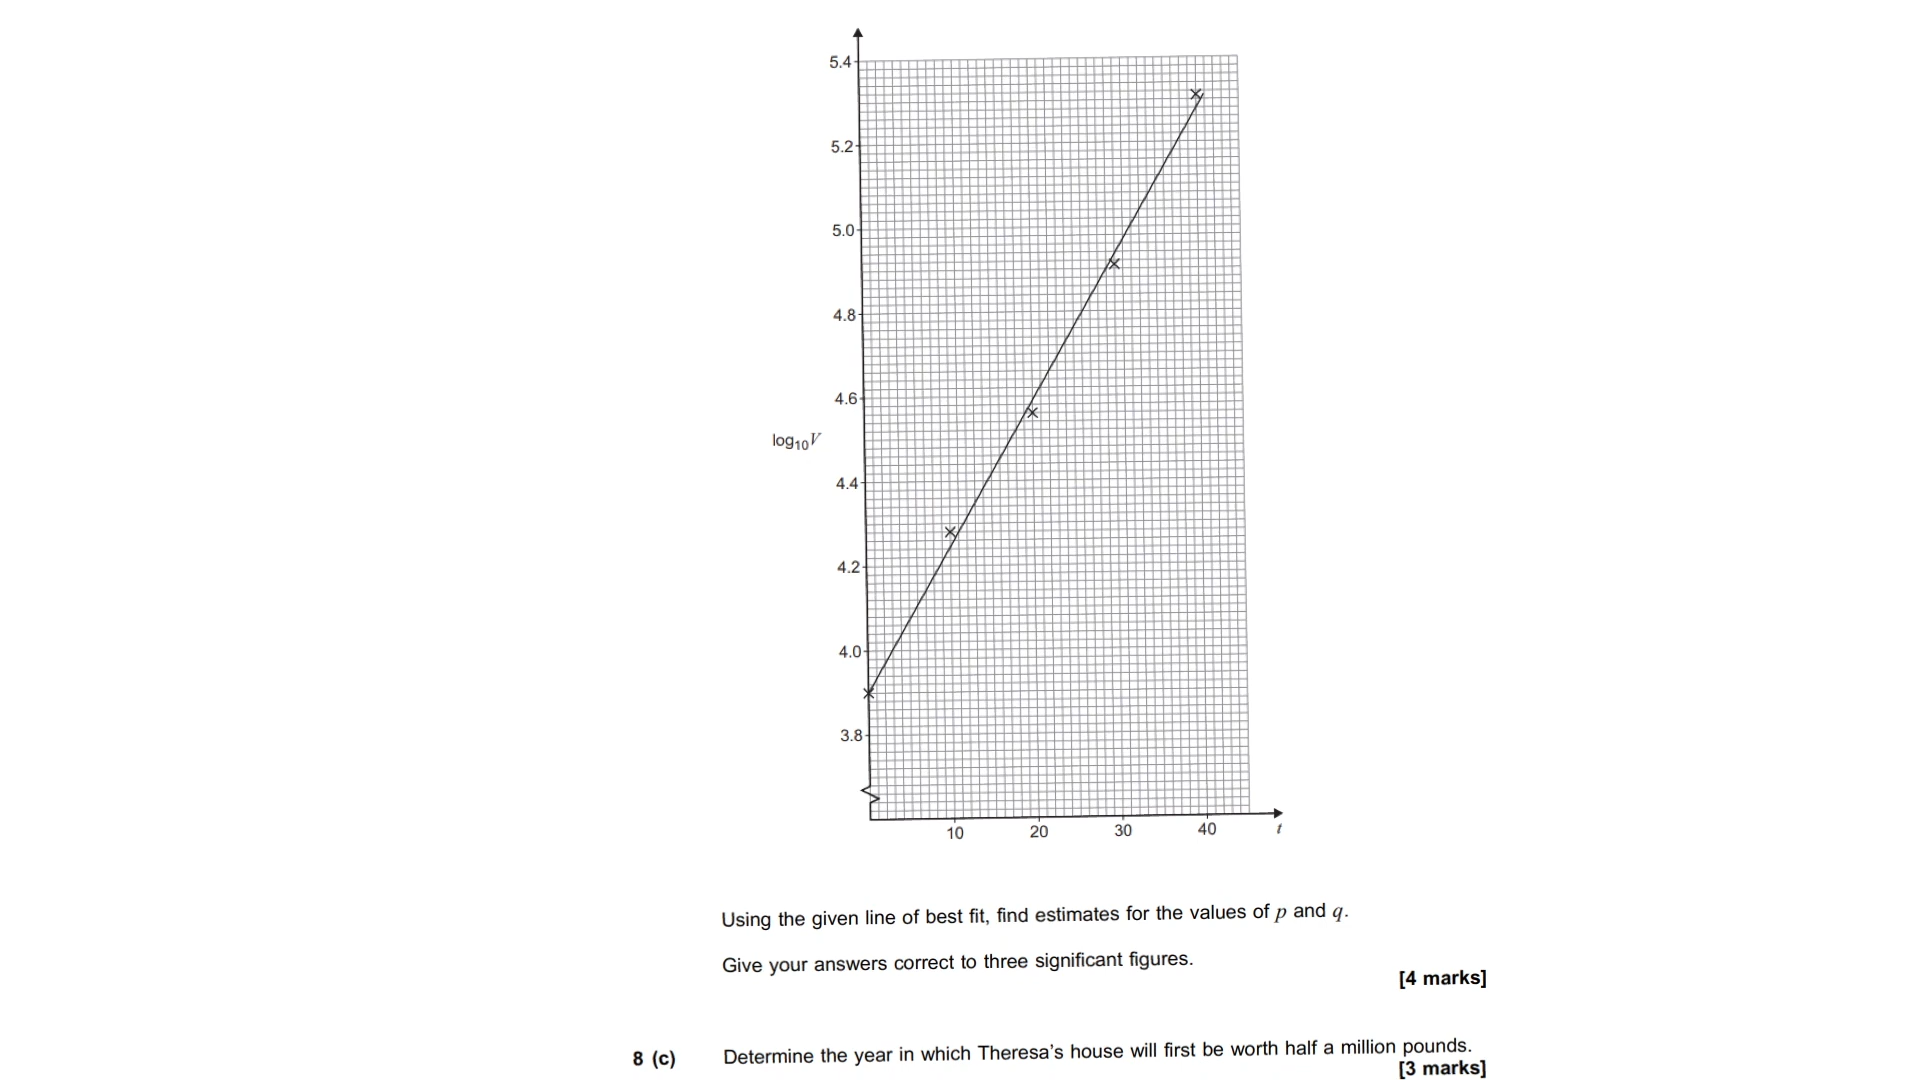 5.4
5.2
5.0
4.8
4.6
log₁₀V
4.4
4.2
4.0
3.8
10 20 30 40 t
Using the given line of best fit, find estimates for the values of p and q.
Give your answers correct to three significant figures.
[4 marks]
8 (c) Determine the year in which Theresa's house will first be worth half a million pounds.
[3 marks]